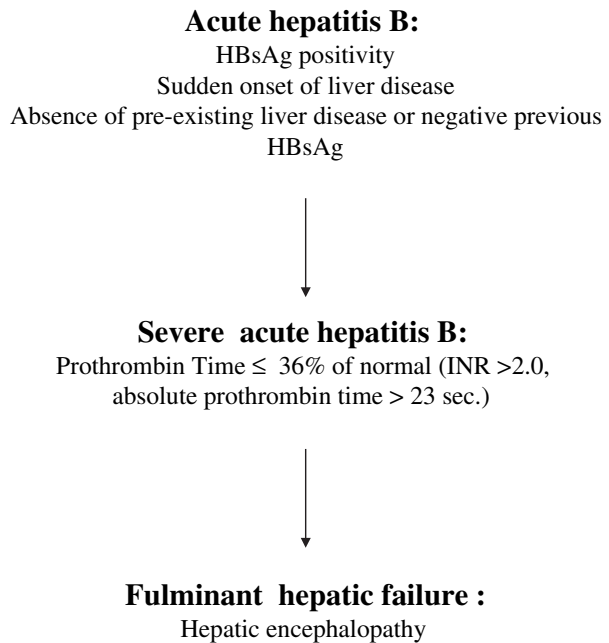 Acute hepatitis B:
HBsAg positivity
Sudden onset of liver disease
Absence of pre-existing liver disease or negative previous
HBsAg
Severe acute hepatitis B:
Prothrombin Time ≤ 36% of normal (INR >2.0,
absolute prothrombin time > 23 sec.)
Fulminant hepatic failure :
Hepatic encephalopathy